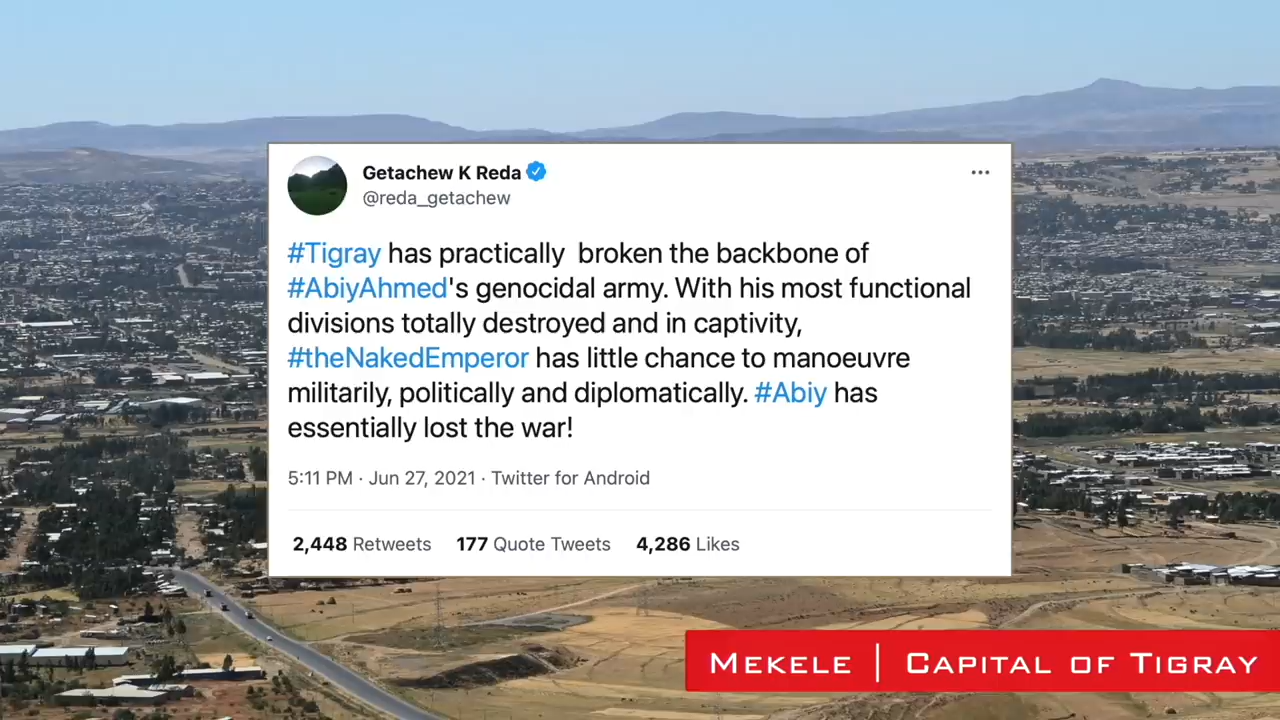 Getachew K Reda
@reda_getachew
#Tigray has practically  broken the backbone of
#AbiyAhmed's genocidal army. With his most functional
divisions totally destroyed and in captivity,
#theNakedEmperor has little chance to manoeuvre
militarily, politically and diplomatically. #Abiy has
essentially lost the war!
5:11 PM · Jun 27, 2021 · Twitter for Android
2,448 Retweets 177 Quote Tweets 4,286 Likes
Mekele | Capital of Tigray